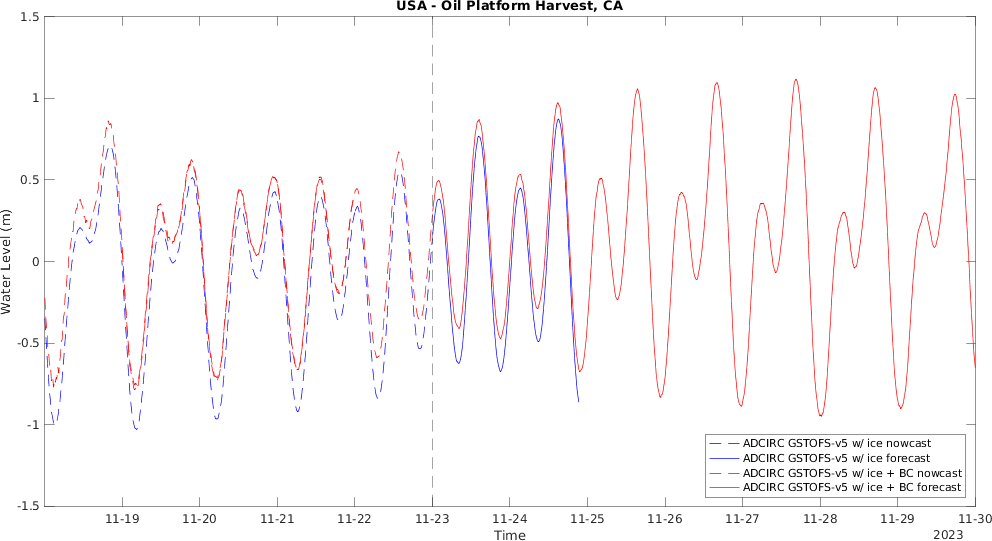 USA - Oil Platform Harvest, CA
1.5
1
0.5
0
-0.5
-1
-1.5
Water Level (m)
ADCIRC GSTOFS-v5 w/ ice nowcast
ADCIRC GSTOFS-v5 w/ ice forecast
ADCIRC GSTOFS-v5 w/ ice + BC nowcast
ADCIRC GSTOFS-v5 w/ ice + BC forecast
11-19 11-20 11-21 11-22 11-23 11-24 11-25 11-26 11-27 11-28 11-29 11-30
Time
2023